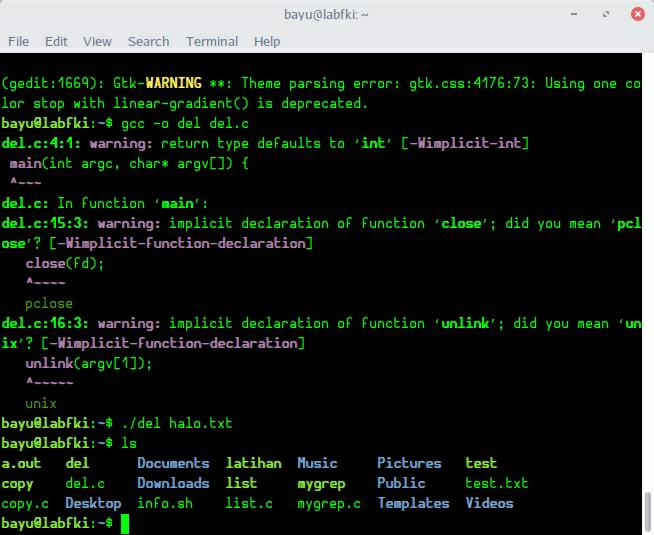 bayu@labfki: ~
File Edit View Search Terminal Help
(gedit:1669): Gtk-WARNING **: Theme parsing error: gtk.css:4176:73: Using one co
lor stop with linear-gradient() is deprecated.
bayu@labfki:~$ gcc -o del del.c
del.c:4:1: warning: return type defaults to ‘int’ [-Wimplicit-int]
main(int argc, char* argv[]) {
^~~~
del.c: In function ‘main’:
del.c:15:3: warning: implicit declaration of function ‘close’; did you mean ‘pcl
ose’? [-Wimplicit-function-declaration]
close(fd);
^~~~~
pclose
del.c:16:3: warning: implicit declaration of function ‘unlink’; did you mean ‘un
ix’? [-Wimplicit-function-declaration]
unlink(argv[1]);
^~~~~~
unix
bayu@labfki:~$ ./del halo.txt
bayu@labfki:~$ ls
a.out del Documents latihan Music Pictures test
copy del.c Downloads list mygrep Public test.txt
copy.c Desktop info.sh list.c mygrep.c Templates Videos
bayu@labfki:~$